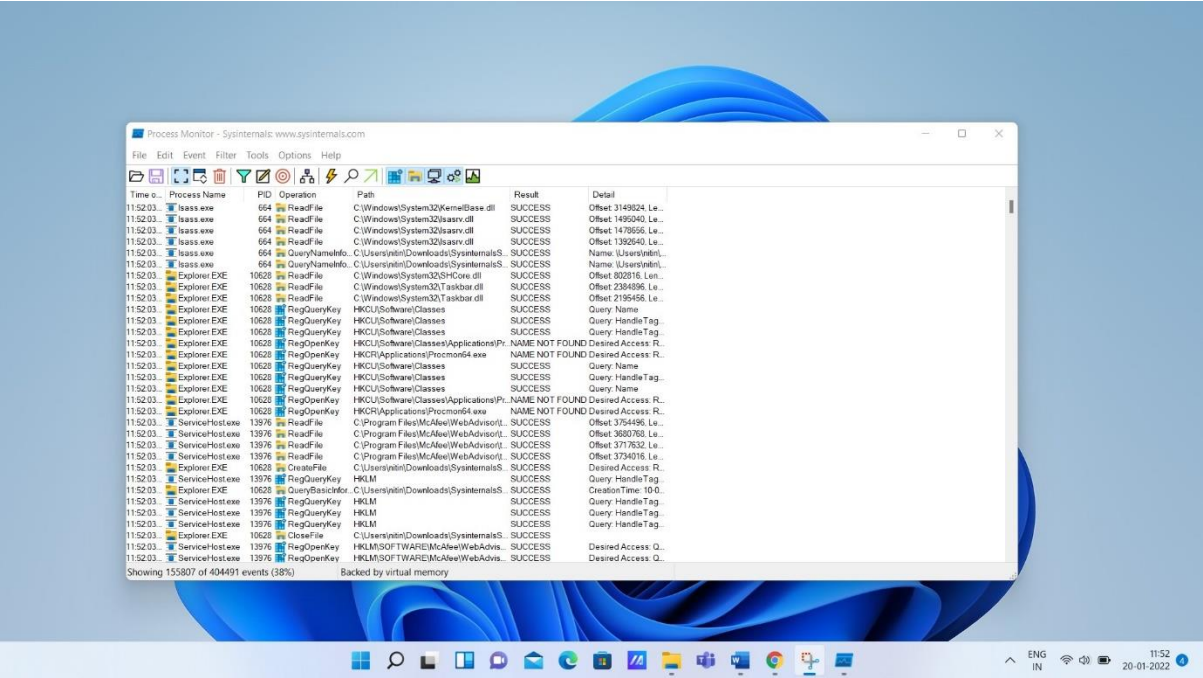 Process Monitor - Sysinternals: www.sysinternals.com
File Edit Event Filter Tools Options Help
Time o... Process Name PID Operation Path Result Detail
11:52:03... lsass.exe 664 ReadFile C:\Windows\System32\KernelBase.dll SUCCESS Offset: 3149824, Le...
11:52:03... lsass.exe 664 ReadFile C:\Windows\System32\lsasrv.dll SUCCESS Offset: 1495040, Le...
11:52:03... lsass.exe 664 ReadFile C:\Windows\System32\lsasrv.dll SUCCESS Offset: 1478656, Le...
11:52:03... lsass.exe 664 ReadFile C:\Windows\System32\lsasrv.dll SUCCESS Offset: 1392640, Le...
11:52:03... lsass.exe 664 QueryNameInfo... C:\Users\nitin\Downloads\SysinternalsS... SUCCESS Name: \Users\nitin\...
11:52:03... lsass.exe 664 QueryNameInfo... C:\Users\nitin\Downloads\SysinternalsS... SUCCESS Name: \Users\nitin\...
11:52:03... Explorer.EXE 10628 ReadFile C:\Windows\System32\SHCore.dll SUCCESS Offset: 802816, Len...
11:52:03... Explorer.EXE 10628 ReadFile C:\Windows\System32\Taskbar.dll SUCCESS Offset: 2384896, Le...
11:52:03... Explorer.EXE 10628 ReadFile C:\Windows\System32\Taskbar.dll SUCCESS Offset: 2195456, Le...
11:52:03... Explorer.EXE 10628 RegQueryKey HKCU\Software\Classes SUCCESS Query: Name
11:52:03... Explorer.EXE 10628 RegQueryKey HKCU\Software\Classes SUCCESS Query: HandleTag...
11:52:03... Explorer.EXE 10628 RegQueryKey HKCU\Software\Classes SUCCESS Query: HandleTag...
11:52:03... Explorer.EXE 10628 RegOpenKey HKCU\Software\Classes\Applications\Pr... NAME NOT FOUND Desired Access: R...
11:52:03... Explorer.EXE 10628 RegOpenKey HKCR\Applications\Procmon64.exe NAME NOT FOUND Desired Access: R...
11:52:03... Explorer.EXE 10628 RegQueryKey HKCU\Software\Classes SUCCESS Query: Name
11:52:03... Explorer.EXE 10628 RegQueryKey HKCU\Software\Classes SUCCESS Query: HandleTag...
11:52:03... Explorer.EXE 10628 RegQueryKey HKCU\Software\Classes SUCCESS Query: Name
11:52:03... Explorer.EXE 10628 RegOpenKey HKCU\Software\Classes\Applications\Pr... NAME NOT FOUND Desired Access: R...
11:52:03... Explorer.EXE 10628 RegOpenKey HKCR\Applications\Procmon64.exe NAME NOT FOUND Desired Access: R...
11:52:03... ServiceHost.exe 13976 ReadFile C:\Program Files\McAfee\WebAdvisor\t... SUCCESS Offset: 3754496, Le...
11:52:03... ServiceHost.exe 13976 ReadFile C:\Program Files\McAfee\WebAdvisor\t... SUCCESS Offset: 3680768, Le...
11:52:03... ServiceHost.exe 13976 ReadFile C:\Program Files\McAfee\WebAdvisor\t... SUCCESS Offset: 3717632, Le...
11:52:03... ServiceHost.exe 13976 ReadFile C:\Program Files\McAfee\WebAdvisor\t... SUCCESS Offset: 3734016, Le...
11:52:03... Explorer.EXE 10628 CreateFile C:\Users\nitin\Downloads\SysinternalsS... SUCCESS Desired Access: R...
11:52:03... ServiceHost.exe 13976 RegQueryKey HKLM SUCCESS Query: HandleTag...
11:52:03... Explorer.EXE 10628 QueryBasicInfor... C:\Users\nitin\Downloads\SysinternalsS... SUCCESS CreationTime: 10-0...
11:52:03... ServiceHost.exe 13976 RegQueryKey HKLM SUCCESS Query: HandleTag...
11:52:03... ServiceHost.exe 13976 RegQueryKey HKLM SUCCESS Query: HandleTag...
11:52:03... ServiceHost.exe 13976 RegQueryKey HKLM SUCCESS Query: HandleTag...
11:52:03... Explorer.EXE 10628 CloseFile C:\Users\nitin\Downloads\SysinternalsS... SUCCESS
11:52:03... ServiceHost.exe 13976 RegOpenKey HKLM\SOFTWARE\McAfee\WebAdvis... SUCCESS Desired Access: Q...
11:52:03... ServiceHost.exe 13976 RegOpenKey HKLM\SOFTWARE\McAfee\WebAdvis... SUCCESS Desired Access: Q...
Showing 155807 of 404491 events (38%) Backed by virtual memory
ENG 11:52
IN 20-01-2022 4